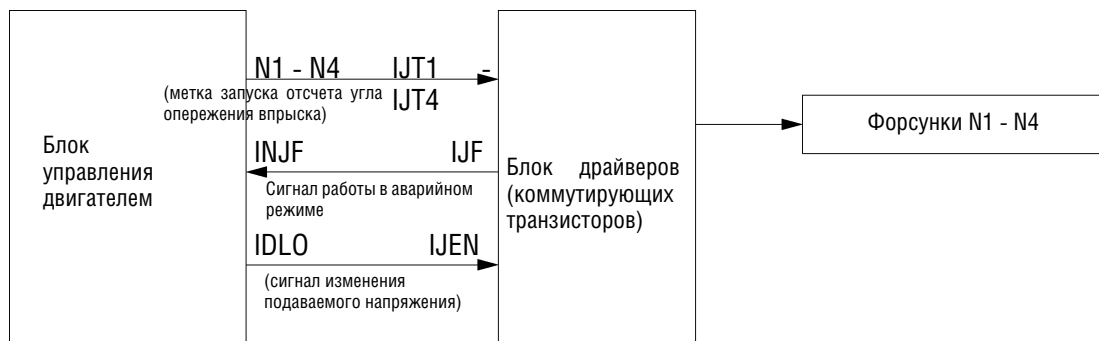 N1 - N4 IJT1 -
(метка запуска отсчета угла IJT4
опережения впрыска)
Блок
управления
двигателем
INJF IJF
Сигнал работы в аварийном
режиме
IDLO IJEN
(сигнал изменения
подаваемого напряжения)
Блок драйверов
(коммутирующих
транзисторов)
Форсунки N1 - N4